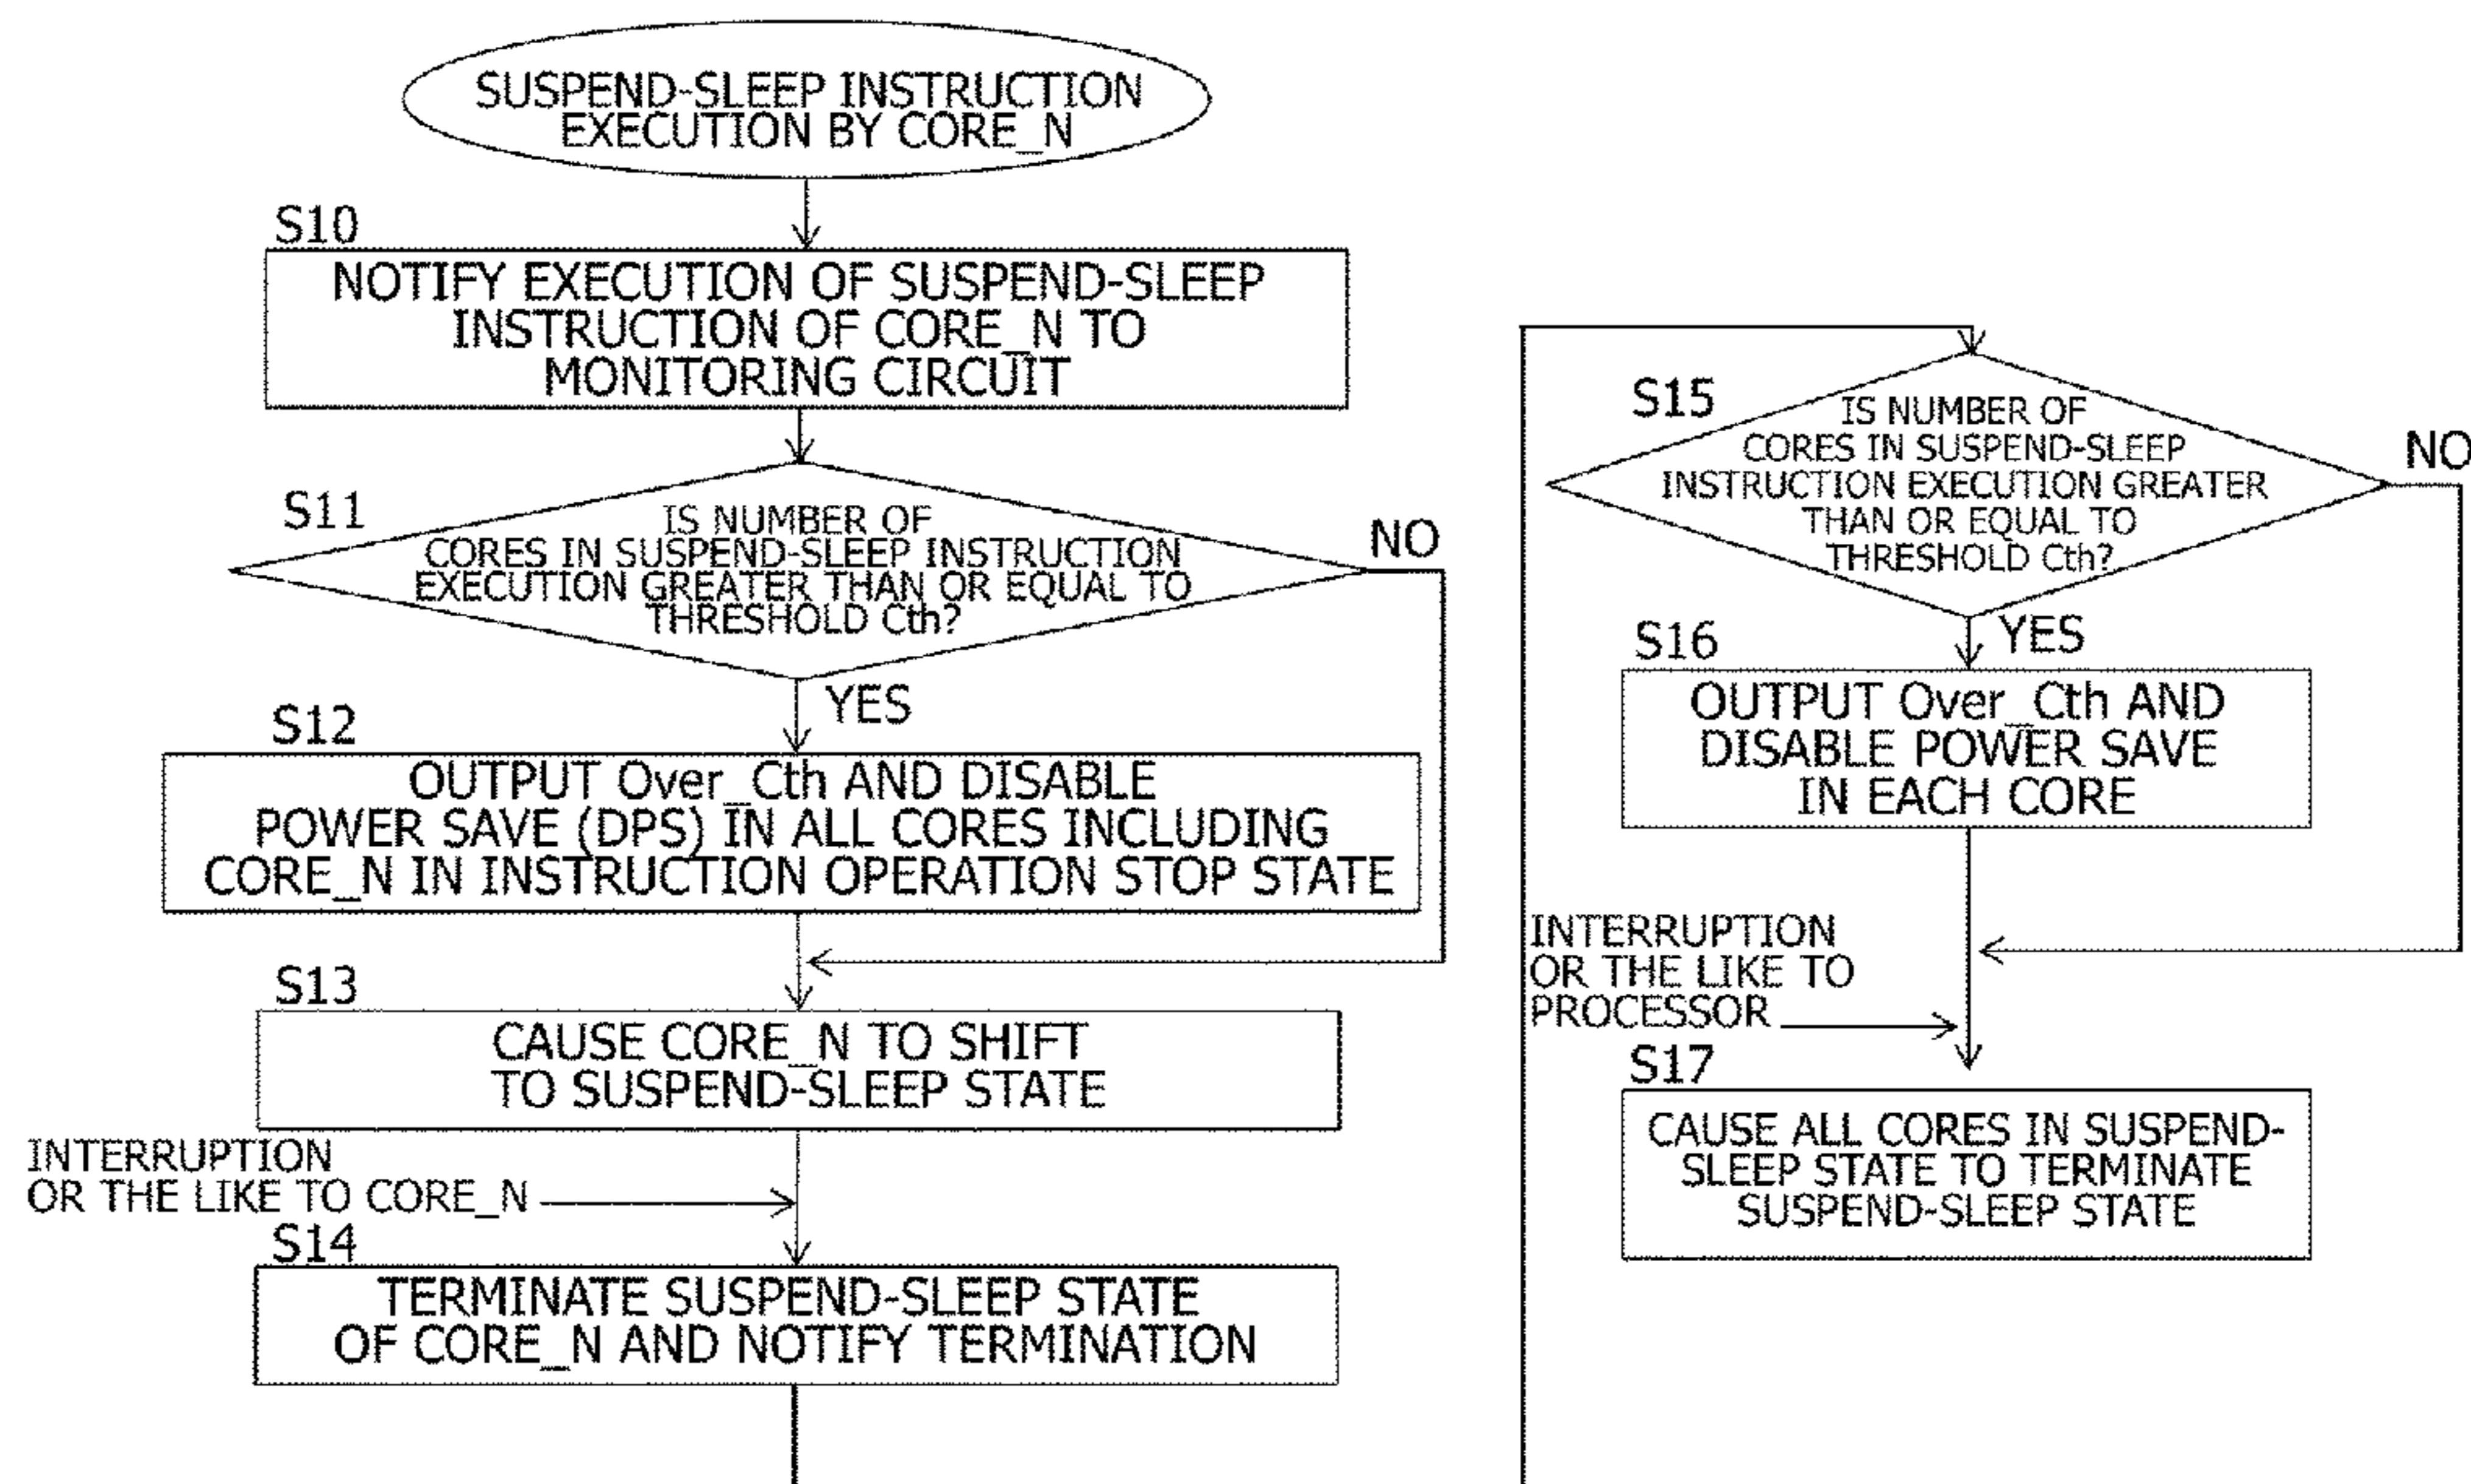 SUSPEND-SLEEP INSTRUCTION
EXECUTION BY CORE_N
S10
NOTIFY EXECUTION OF SUSPEND-SLEEP
INSTRUCTION OF CORE_N TO
MONITORING CIRCUIT
S11
IS NUMBER OF
CORES IN SUSPEND-SLEEP INSTRUCTION
EXECUTION GREATER THAN OR EQUAL TO
THRESHOLD Cth?
NO
YES
S12
OUTPUT Over_Cth AND DISABLE
POWER SAVE (DPS) IN ALL CORES INCLUDING
CORE_N IN INSTRUCTION OPERATION STOP STATE
S13
CAUSE CORE_N TO SHIFT
TO SUSPEND-SLEEP STATE
INTERRUPTION
OR THE LIKE TO CORE_N
S14
TERMINATE SUSPEND-SLEEP STATE
OF CORE_N AND NOTIFY TERMINATION
S15
IS NUMBER OF
CORES IN SUSPEND-SLEEP
INSTRUCTION EXECUTION GREATER
THAN OR EQUAL TO
THRESHOLD Cth?
NO
YES
S16
OUTPUT Over_Cth AND
DISABLE POWER SAVE
IN EACH CORE
INTERRUPTION
OR THE LIKE TO
PROCESSOR
S17
CAUSE ALL CORES IN SUSPEND-
SLEEP STATE TO TERMINATE
SUSPEND-SLEEP STATE